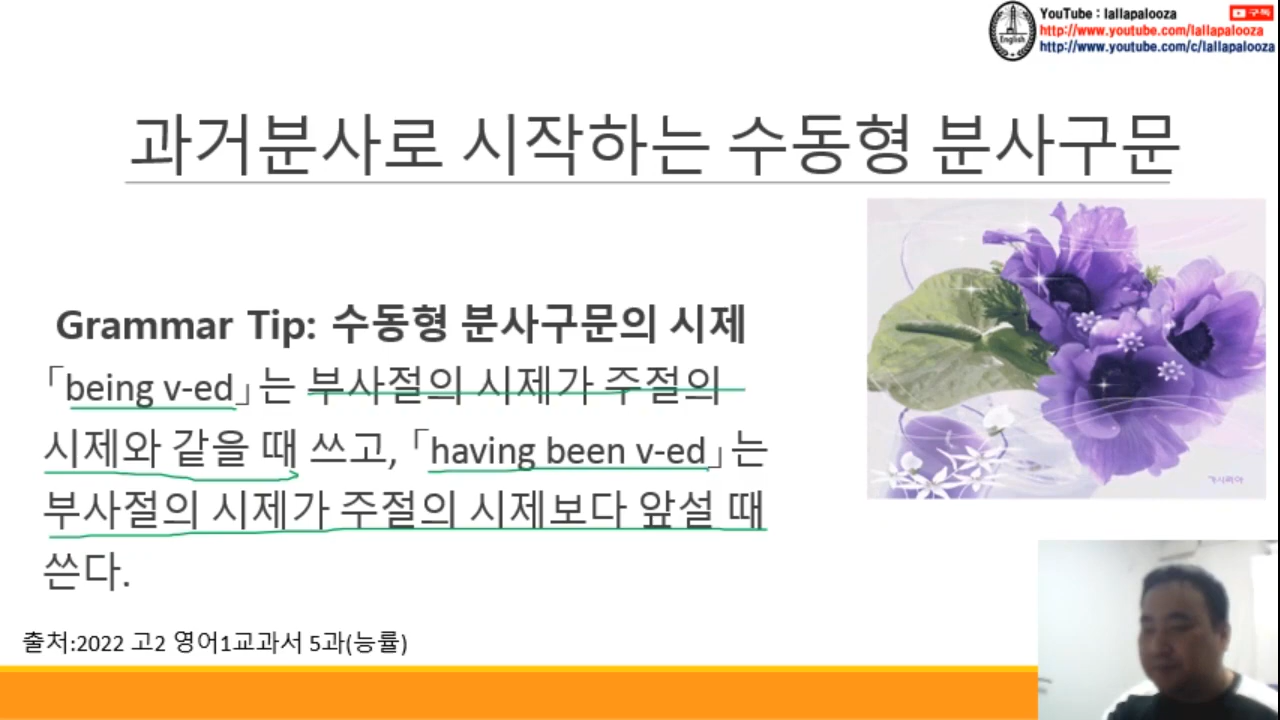 YouTube : lallapalooza
구독
http://www.youtube.com/lallapalooza
http://www.youtube.com/c/lallapalooza
English
과거분사로 시작하는 수동형 분사구문
Grammar Tip: 수동형 분사구문의 시제
「being v-ed」는 부사절의 시제가 주절의
시제와 같을 때 쓰고, 「having been v-ed」는
부사절의 시제가 주절의 시제보다 앞설 때
쓴다.
출처:2022 고2 영어1교과서 5과(능률)